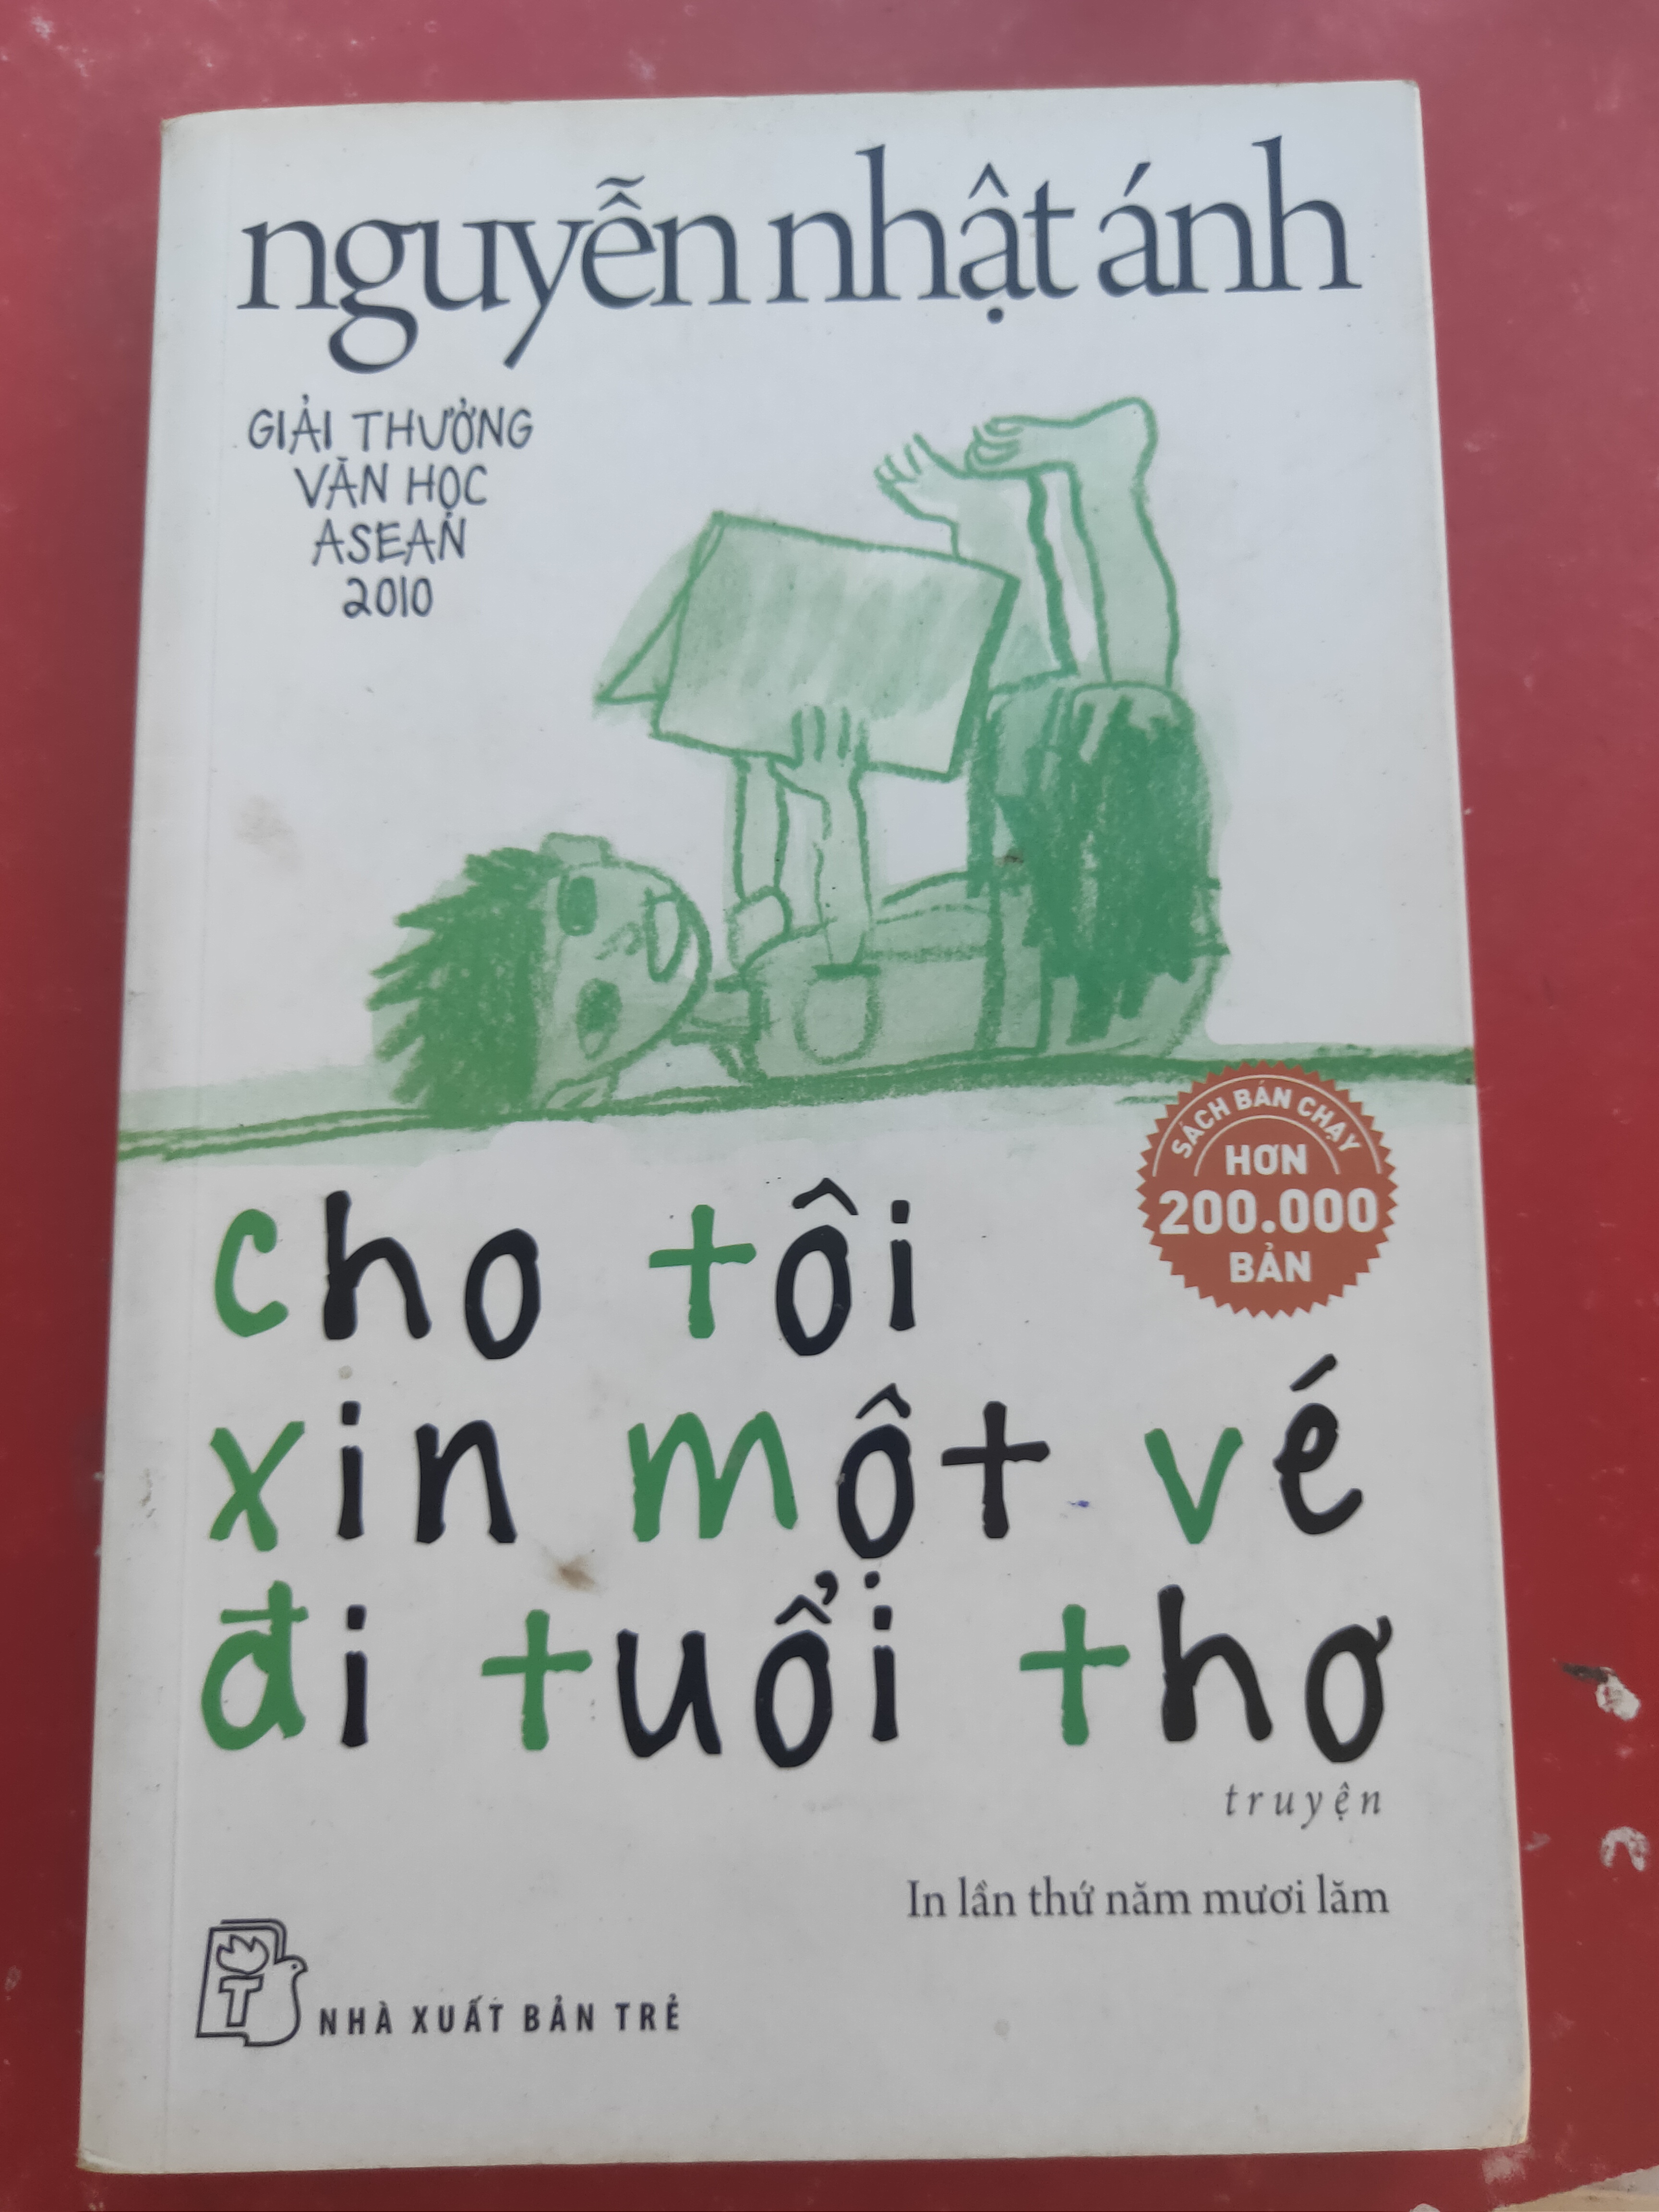 nguyễn nhật ánh
GIẢI THƯỞNG
VĂN HỌC
ASEAN
2010
SÁCH BÁN CHẠY
HƠN
200.000
BẢN
cho tôi
xin một vé
đi tuổi thơ
truyện
In lần thứ năm mươi lăm
T
NHÀ XUẤT BẢN TRẺ